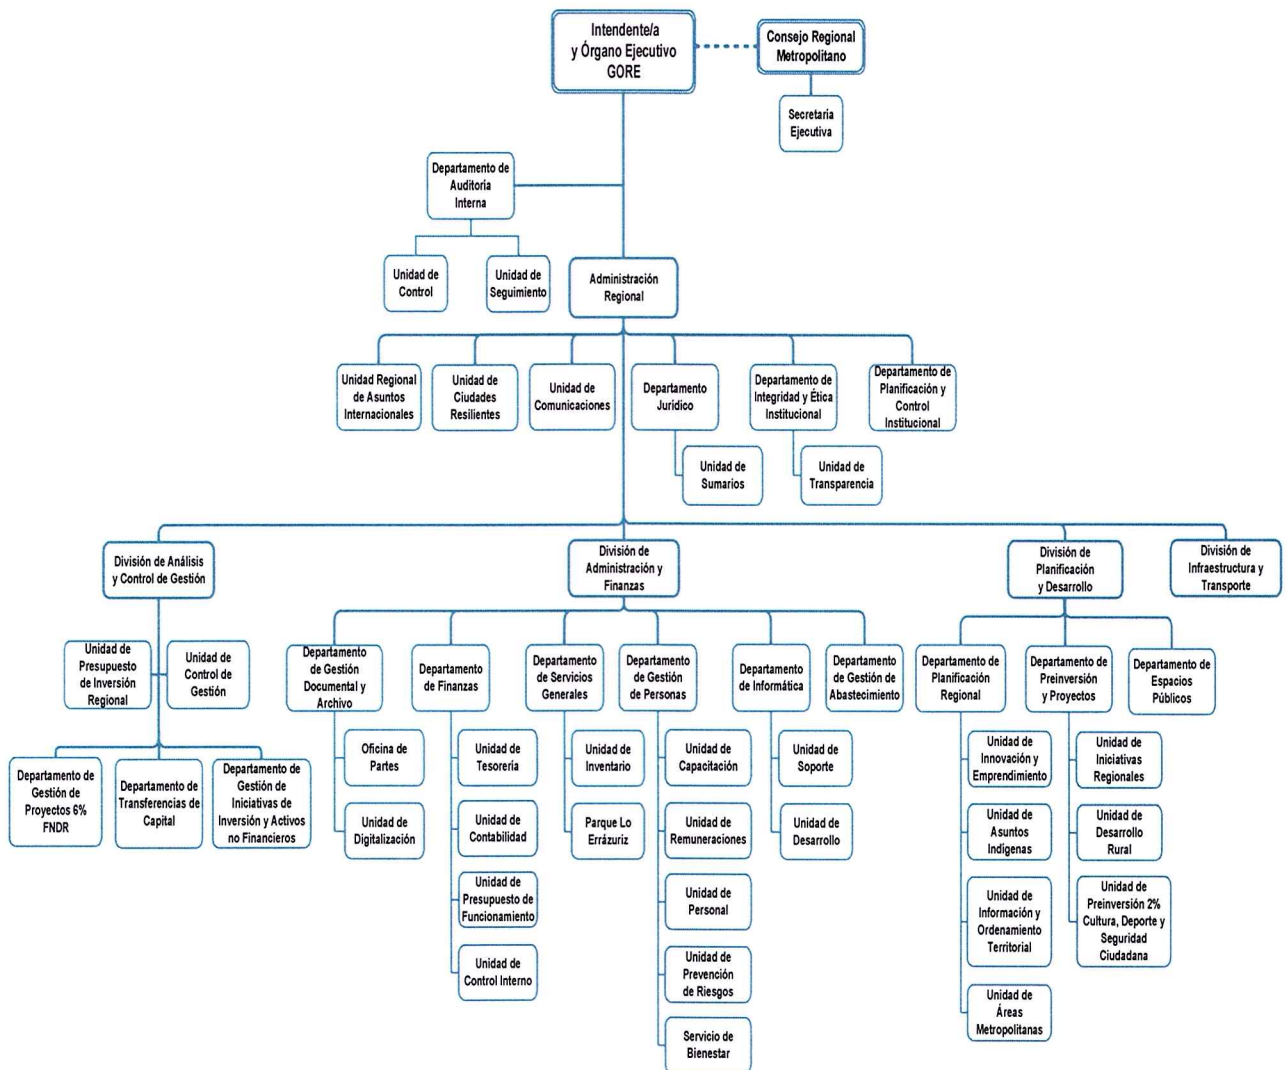 Intendente/a
y Órgano Ejecutivo
GORE
Consejo Regional
Metropolitano
Secretaria
Ejecutiva
Departamento de
Auditoría
Interna
Unidad de
Control
Unidad de
Seguimiento
Administración
Regional
Unidad Regional
de Asuntos
Internacionales
Unidad de
Ciudades
Resilientes
Unidad de
Comunicaciones
Departamento
Jurídico
Departamento de
Integridad y Ética
Institucional
Departamento de
Planificación y
Control
Institucional
Unidad de
Sumarios
Unidad de
Transparencia
División de Análisis
y Control de Gestión
División de
Administración y
Finanzas
División de
Planificación
y Desarrollo
División de
Infraestructura y
Transporte
Unidad de
Presupuesto
de Inversión
Regional
Unidad de
Control de
Gestión
Departamento de
Gestión de
Proyectos 6%
FNDR
Departamento de
Transferencias de
Capital
Departamento de
Gestión de
Iniciativas de
Inversión y Activos
no Financieros
Departamento
de Gestión
Documental y
Archivo
Oficina de
Partes
Unidad de
Digitalización
Departamento
de Finanzas
Unidad de
Tesorería
Unidad de
Contabilidad
Unidad de
Presupuesto de
Funcionamiento
Unidad de
Control Interno
Departamento
de Servicios
Generales
Unidad de
Inventario
Parque Lo
Errázuriz
Departamento
de Gestión
de Personas
Unidad de
Capacitación
Unidad de
Remuneraciones
Unidad de
Personal
Unidad de
Prevención
de Riesgos
Servicio de
Bienestar
Departamento
de Informática
Unidad de
Soporte
Unidad de
Desarrollo
Departamento
de Gestión de
Abastecimiento
Departamento de
Planificación
Regional
Unidad de
Innovación y
Emprendimiento
Unidad de
Asuntos
Indígenas
Unidad de
Información y
Ordenamiento
Territorial
Unidad de
Áreas
Metropolitanas
Departamento de
Preinversión
y Proyectos
Unidad de
Iniciativas
Regionales
Unidad de
Desarrollo
Rural
Unidad de
Preinversión 2%
Cultura, Deporte y
Seguridad
Ciudadana
Departamento de
Espacios
Públicos